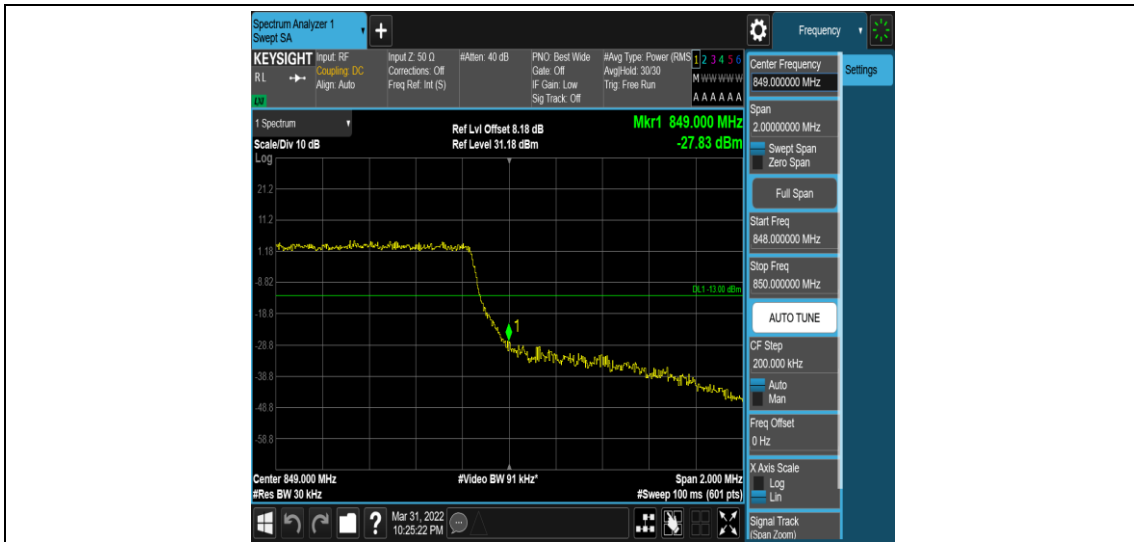 Spectrum Analyzer 1
Swept SA
Frequency
KEYSIGHT
RL
LXI
Input: RF
Coupling: DC
Align: Auto
Input Z: 50 Ω
Corrections: Off
Freq Ref: Int (S)
#Atten: 40 dB
PNO: Best Wide
Gate: Off
IF Gain: Low
Sig Track: Off
#Avg Type: Power (RMS
Avg|Hold: 30/30
Trig: Free Run
1 2 3 4 5 6
M W W W W W
A A A A A A
1 Spectrum
Scale/Div 10 dB
Log
Ref Lvl Offset 8.18 dB
Ref Level 31.18 dBm
Mkr1 849.000 MHz
-27.83 dBm
21.2
11.2
1.18
-8.82
-18.8
-28.8
-38.8
-48.8
-58.8
DL1 -13.00 dBm
1
Center 849.000 MHz
#Res BW 30 kHz
#Video BW 91 kHz*
Span 2.000 MHz
#Sweep 100 ms (601 pts)
Settings
Center Frequency
849.000000 MHz
Span
2.00000000 MHz
Swept Span
Zero Span
Full Span
Start Freq
848.000000 MHz
Stop Freq
850.000000 MHz
AUTO TUNE
CF Step
200.000 kHz
Auto
Man
Freq Offset
0 Hz
X Axis Scale
Log
Lin
Signal Track
(Span Zoom)
?
Mar 31, 2022
10:25:22 PM